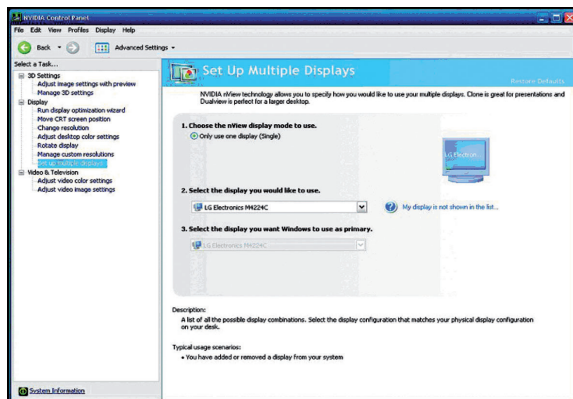 NVIDIA Control Panel
File Edit View Profiles Display Help
Back Advanced Settings
Select a Task...
3D Settings
Adjust image settings with preview
Manage 3D settings
Display
Run display optimization wizard
Move CRT screen position
Change resolution
Adjust desktop color settings
Rotate display
Manage custom resolutions
Set up multiple displays
Video & Television
Adjust video color settings
Adjust video image settings
System Information
Set Up Multiple Displays
Restore Defaults
NVIDIA nView technology allows you to specify how you would like to use your multiple displays. Clone is great for presentations and
Dualview is perfect for a larger desktop.
1. Choose the nView display mode to use.
Only use one display (Single)
LG Electron...
2. Select the display you would like to use.
LG Electronics M4224C
My display is not shown in the list...
3. Select the display you want Windows to use as primary.
LG Electronics M4224C
Description:
A list of all the possible display combinations. Select the display configuration that matches your physical display configuration
on your desk.
Typical usage scenarios:
• You have added or removed a display from your system